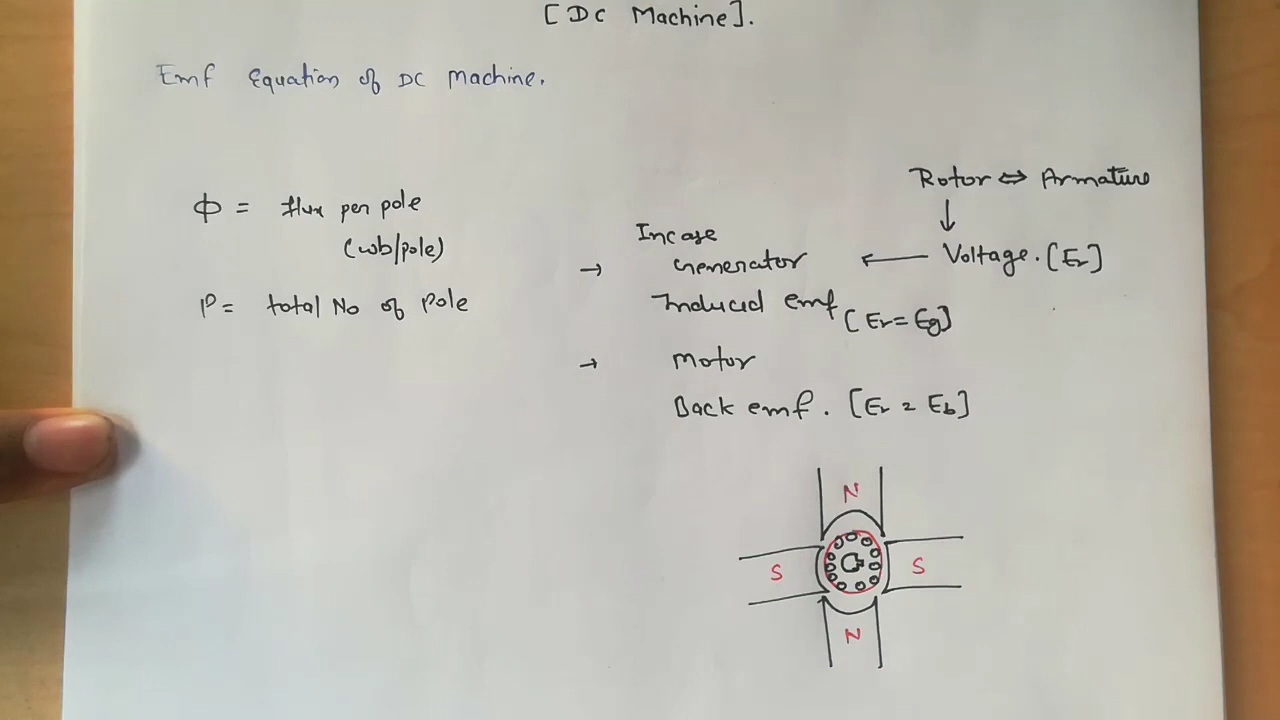 [DC Machine].
Emf Equation of DC Machine.
Φ = flux per pole
(wb/pole)
P = total No of pole
Rotor ⇔ Armature
↓
Incase
→ Generator ← Voltage. [Er]
Induced emf [Er = Eg]
→ Motor
Back emf. [Er = Eb]
N
S S
N